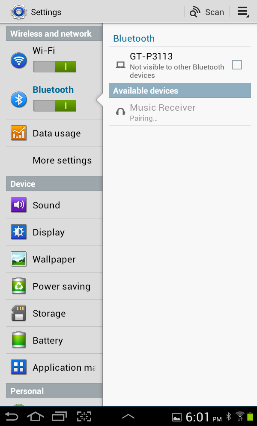 Settings
Scan
Wireless and network
Wi-Fi
Bluetooth
Data usage
More settings
Device
Sound
Display
Wallpaper
Power saving
Storage
Battery
Application ma
Personal
Bluetooth
GT-P3113
Not visible to other Bluetooth
devices
Available devices
Music Receiver
Pairing...
6:01 PM